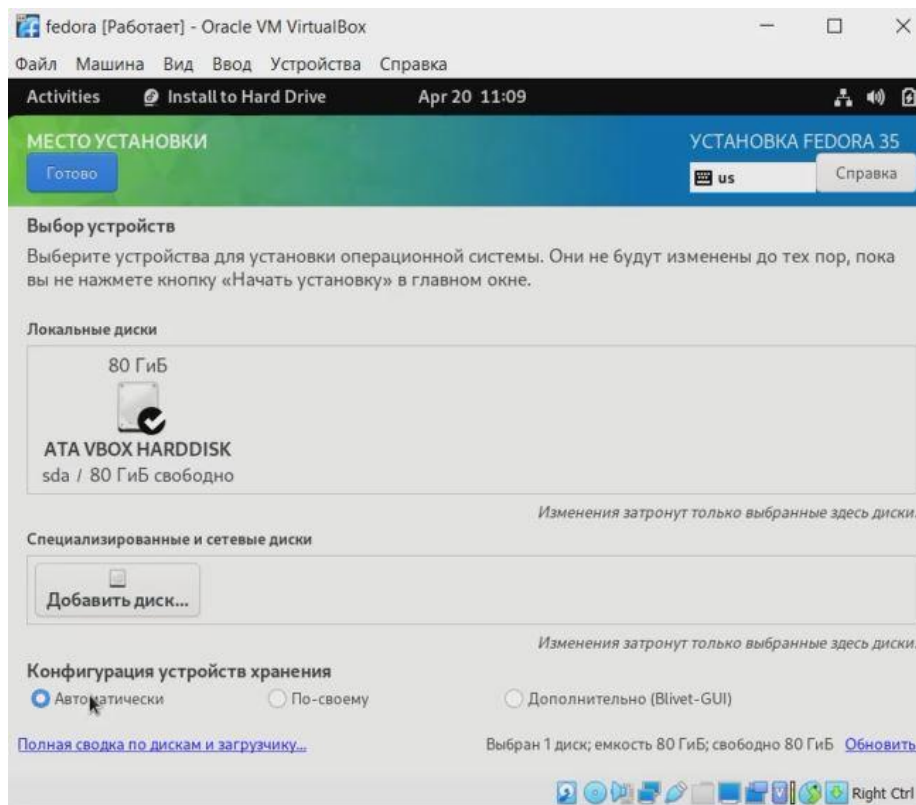 fedora [Работает] - Oracle VM VirtualBox
Файл Машина Вид Ввод Устройства Справка
Activities Install to Hard Drive Apr 20 11:09
МЕСТО УСТАНОВКИ УСТАНОВКА FEDORA 35
Готово us Справка
Выбор устройств
Выберите устройства для установки операционной системы. Они не будут изменены до тех пор, пока
вы не нажмете кнопку «Начать установку» в главном окне.
Локальные диски
80 ГиБ
ATA VBOX HARDDISK
sda / 80 ГиБ свободно
Изменения затронут только выбранные здесь диски.
Специализированные и сетевые диски
Добавить диск...
Изменения затронут только выбранные здесь диски.
Конфигурация устройств хранения
Автоматически По-своему Дополнительно (Blivet-GUI)
Полная сводка по дискам и загрузчику... Выбран 1 диск; емкость 80 ГиБ; свободно 80 ГиБ Обновить
Right Ctrl